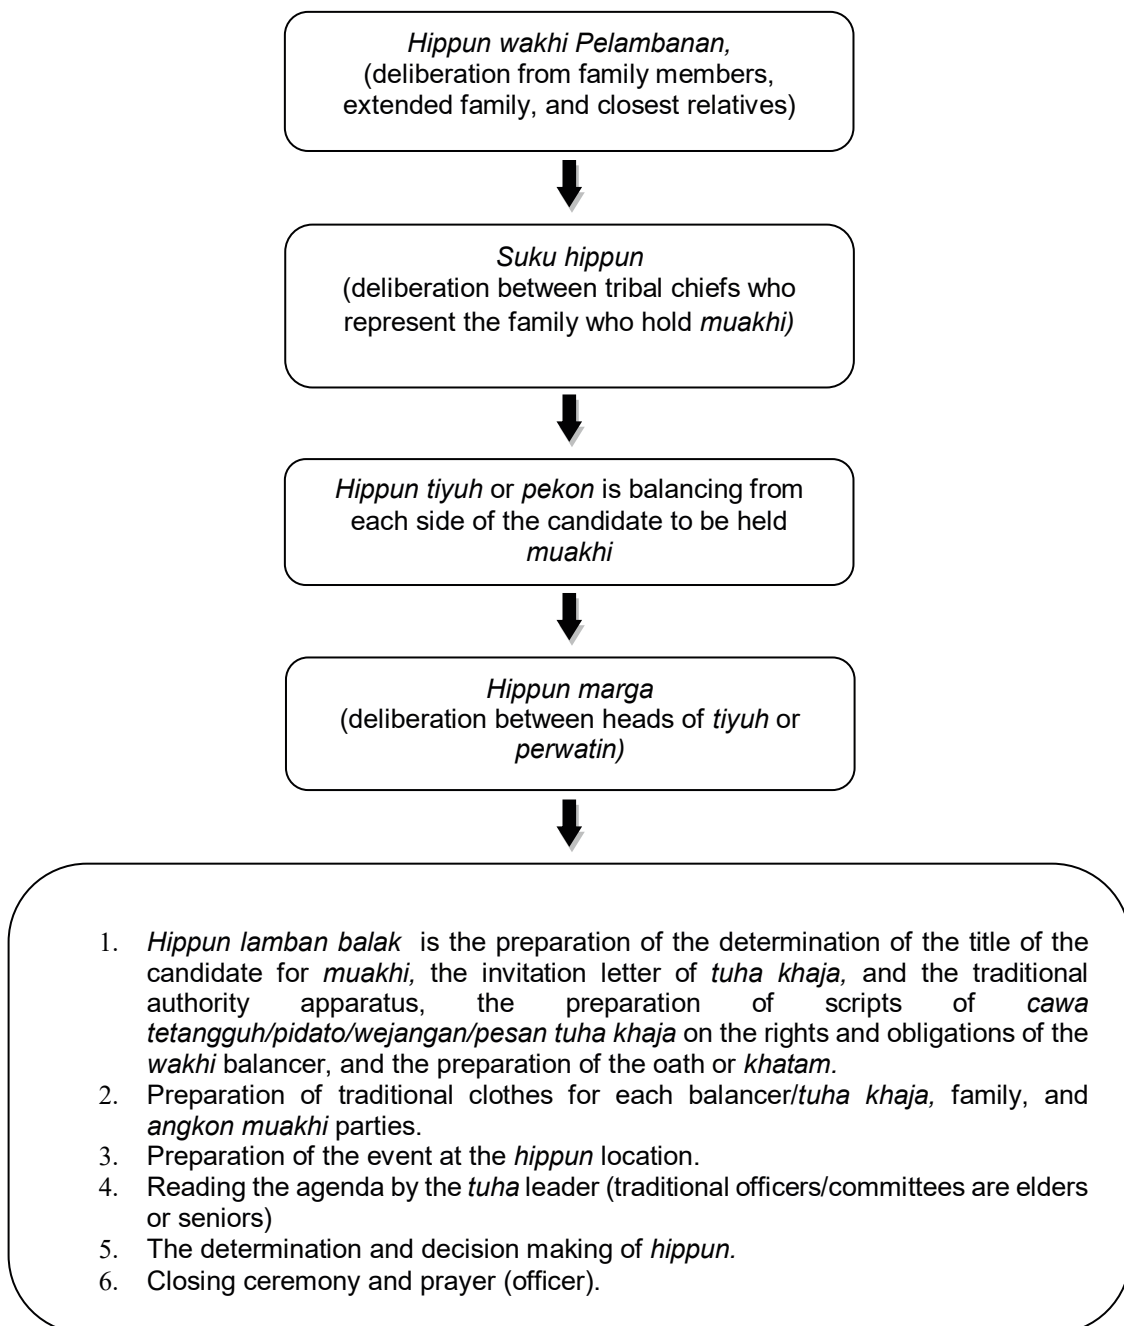 Hippun wakhi Pelambanan,
(deliberation from family members,
extended family, and closest relatives)
Suku hippun
(deliberation between tribal chiefs who
represent the family who hold muakhi)
Hippun tiyuh or pekon is balancing from
each side of the candidate to be held
muakhi
Hippun marga
(deliberation between heads of tiyuh or
perwatin)
1. Hippun lamban balak is the preparation of the determination of the title of the
candidate for muakhi, the invitation letter of tuha khaja, and the traditional
authority apparatus, the preparation of scripts of cawa
tetangguh/pidato/wejangan/pesan tuha khaja on the rights and obligations of the
wakhi balancer, and the preparation of the oath or khatam.
2. Preparation of traditional clothes for each balancer/tuha khaja, family, and
angkon muakhi parties.
3. Preparation of the event at the hippun location.
4. Reading the agenda by the tuha leader (traditional officers/committees are elders
or seniors)
5. The determination and decision making of hippun.
6. Closing ceremony and prayer (officer).